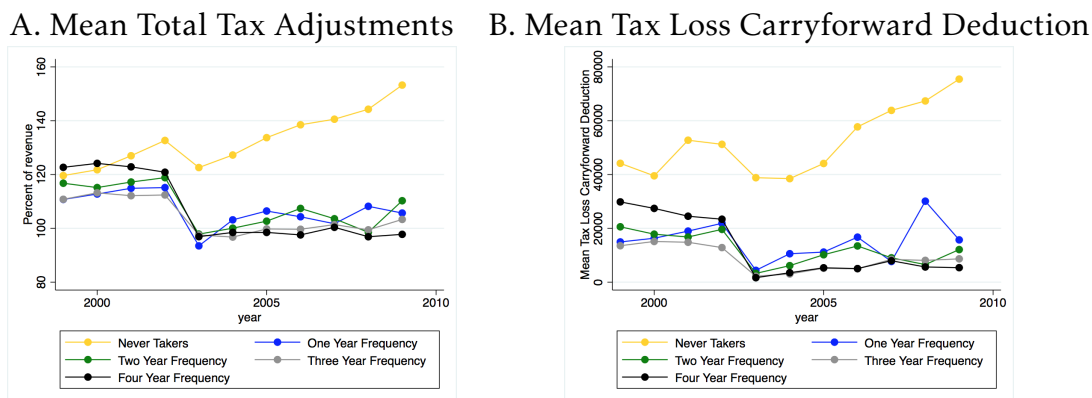 A. Mean Total Tax Adjustments
Percent of revenue
160
140
120
100
80
2000
2005
2010
year
Never Takers
One Year Frequency
Two Year Frequency
Three Year Frequency
Four Year Frequency
B. Mean Tax Loss Carryforward Deduction
Mean Tax Loss Carryforward Deduction
80000
60000
40000
20000
0
2000
2005
2010
year
Never Takers
One Year Frequency
Two Year Frequency
Three Year Frequency
Four Year Frequency